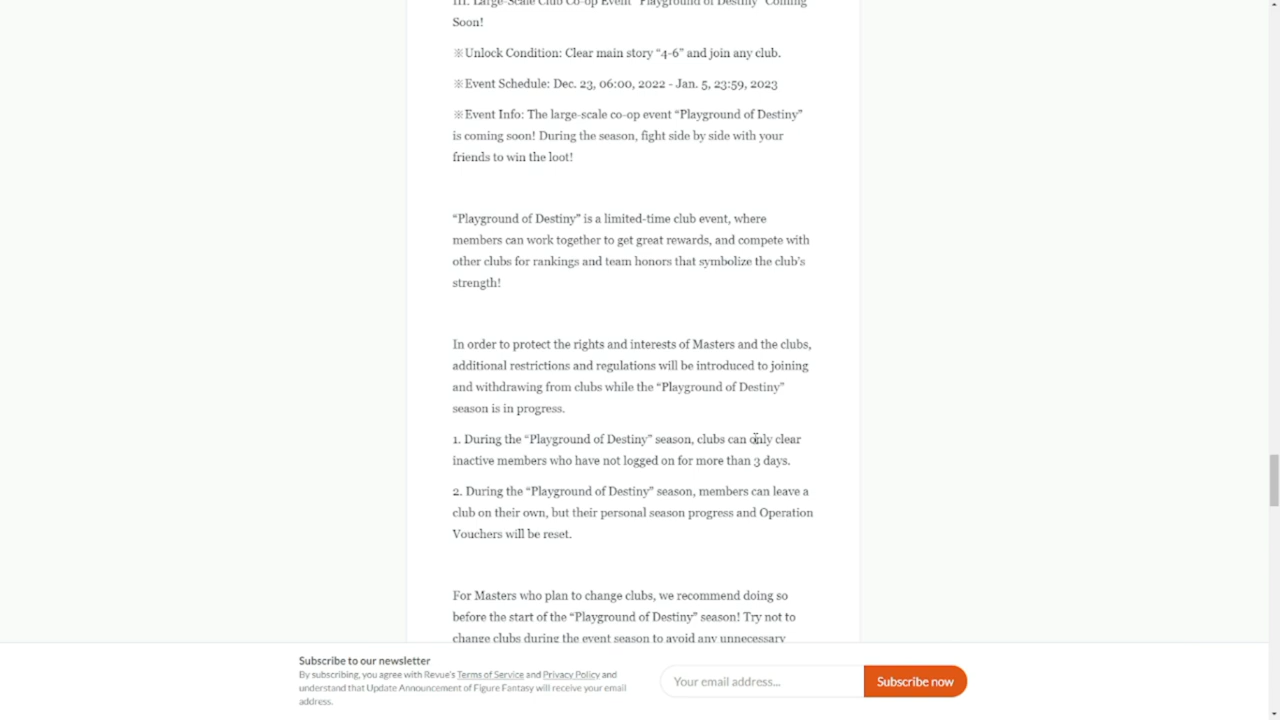 III. Large-Scale Club Co-op Event "Playground of Destiny" Coming
Soon!
※Unlock Condition: Clear main story “4-6” and join any club.
※Event Schedule: Dec. 23, 06:00, 2022 - Jan. 5, 23:59, 2023
※Event Info: The large-scale co-op event “Playground of Destiny”
is coming soon! During the season, fight side by side with your
friends to win the loot!
“Playground of Destiny” is a limited-time club event, where
members can work together to get great rewards, and compete with
other clubs for rankings and team honors that symbolize the club's
strength!
In order to protect the rights and interests of Masters and the clubs,
additional restrictions and regulations will be introduced to joining
and withdrawing from clubs while the “Playground of Destiny”
season is in progress.
1. During the “Playground of Destiny” season, clubs can only clear
inactive members who have not logged on for more than 3 days.
2. During the “Playground of Destiny” season, members can leave a
club on their own, but their personal season progress and Operation
Vouchers will be reset.
For Masters who plan to change clubs, we recommend doing so
before the start of the “Playground of Destiny” season! Try not to
change clubs during the event season to avoid any unnecessary
Subscribe to our newsletter
By subscribing, you agree with Revue's Terms of Service and Privacy Policy and
understand that Update Announcement of Figure Fantasy will receive your email
address.
Your email address...
Subscribe now